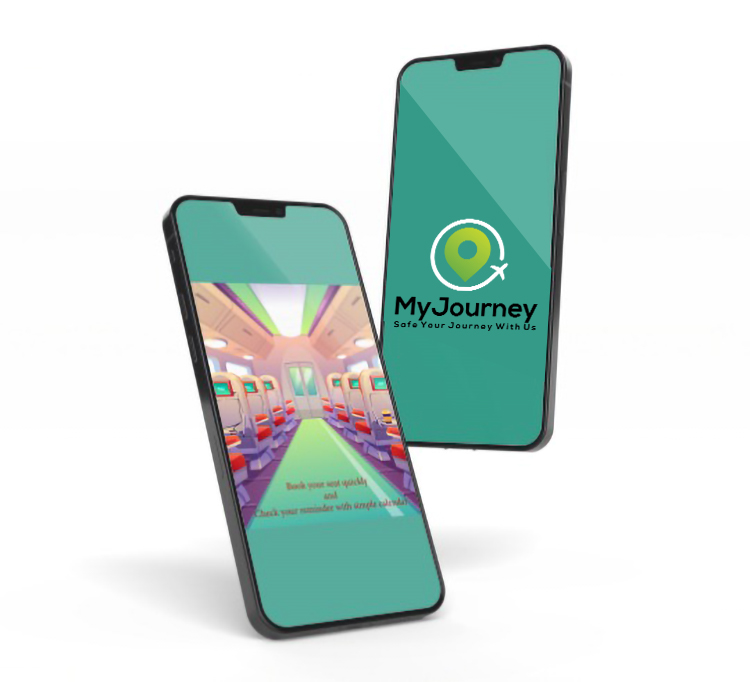 MyJourney
Safe Your Journey With Us
Book your seat quickly
and
Check your reminder with simple calendar